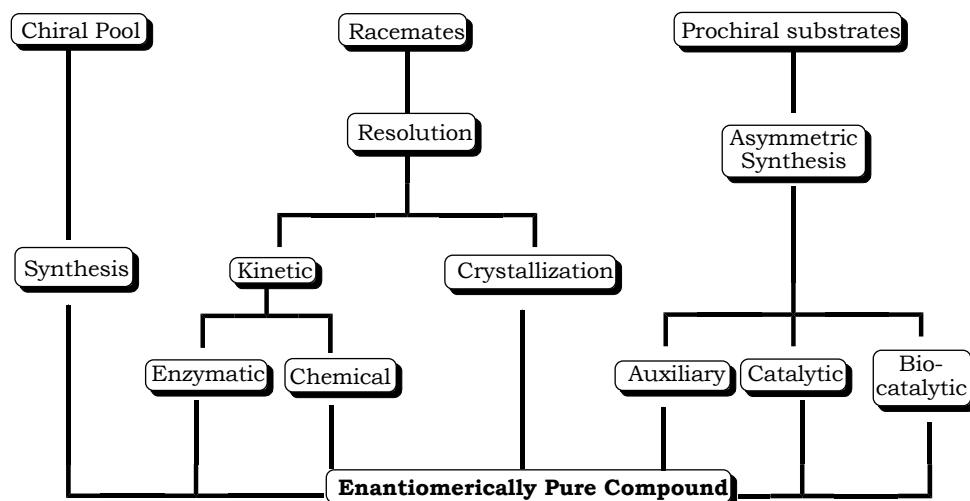 Chiral Pool
Racemates
Prochiral substrates
Resolution
Asymmetric
Synthesis
Synthesis
Kinetic
Crystallization
Enzymatic
Chemical
Auxiliary
Catalytic
Bio-
catalytic
Enantiomerically Pure Compound